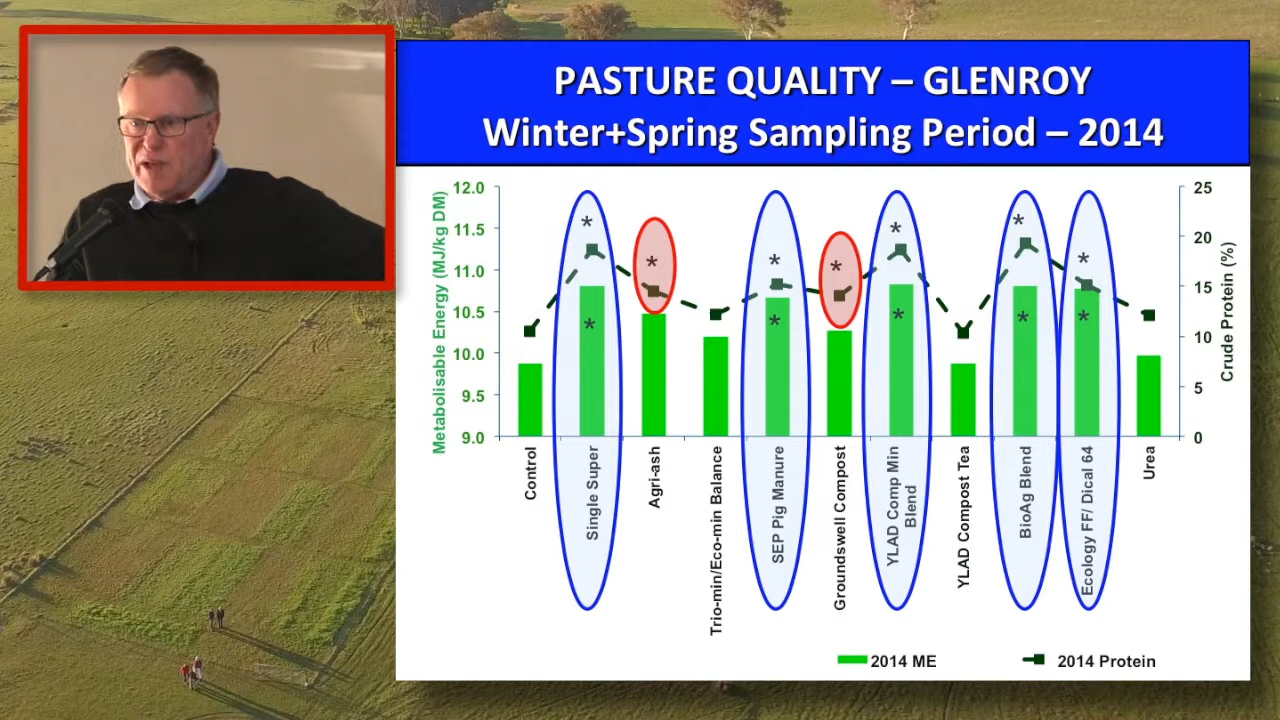 PASTURE QUALITY – GLENROY
Winter+Spring Sampling Period – 2014
Metabolisable Energy (MJ/kg DM)
12.0
11.5
11.0
10.5
10.0
9.5
9.0
25
20
15
10
5
0
Crude Protein (%)
* * * * * * *
* * * * *
Control
Single Super
Agri-ash
Trio-min/Eco-min Balance
SEP Pig Manure
Groundswell Compost
YLAD Comp Min
Blend
YLAD Compost Tea
BioAg Blend
Ecology FF/ Dical 64
Urea
2014 ME
2014 Protein